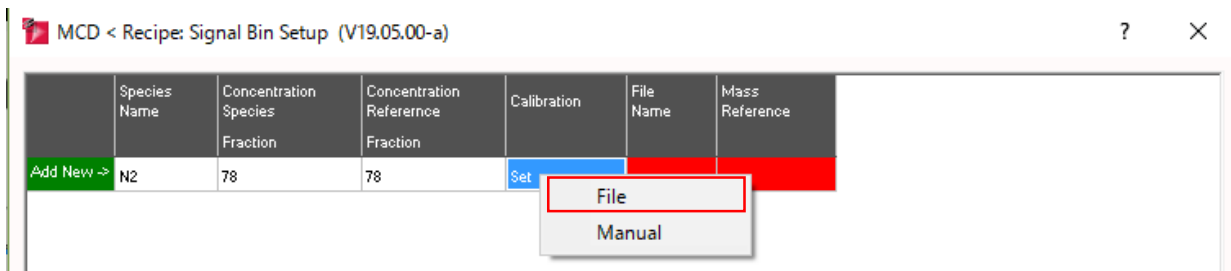 MCD < Recipe: Signal Bin Setup (V19.05.00-a) ? ×
Species Name Concentration Species Fraction Concentration Referernce Fraction Calibration File Name Mass Reference
Add New -> N2 78 78 Set
File
Manual